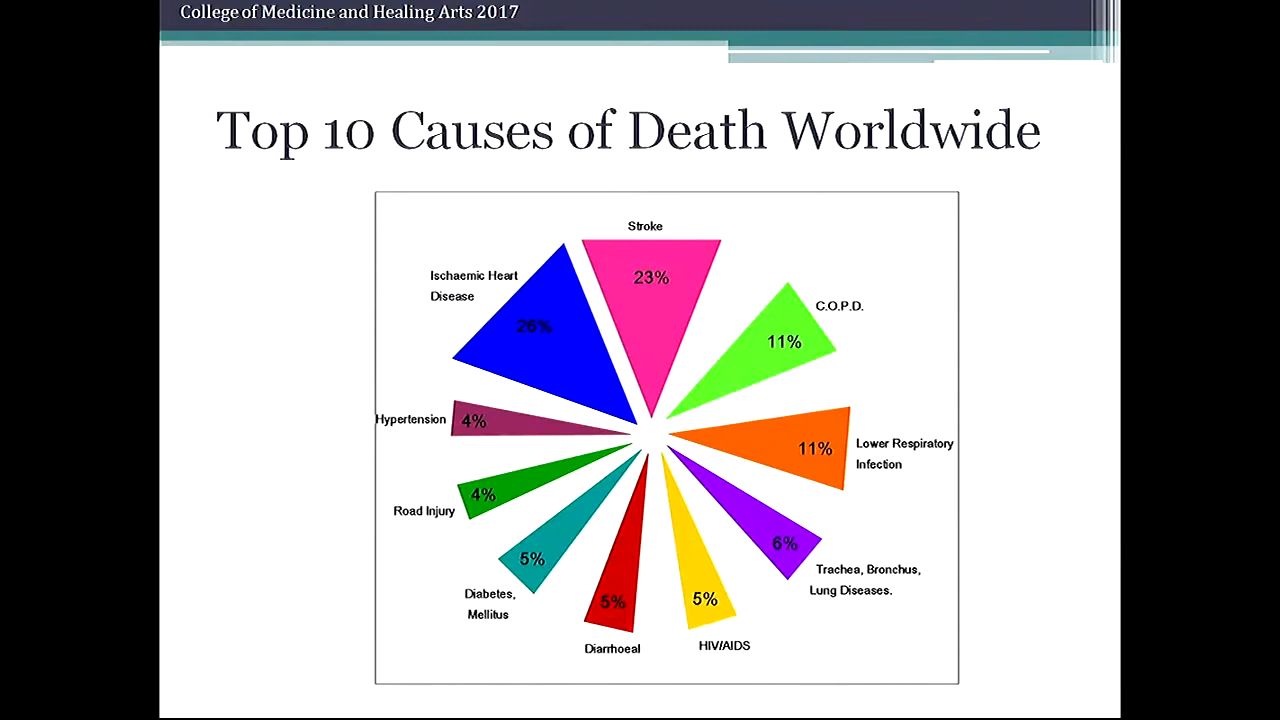 College of Medicine and Healing Arts 2017
Top 10 Causes of Death Worldwide
Stroke
23%
Ischaemic Heart
Disease
26%
C.O.P.D.
11%
Hypertension
4%
11%
Lower Respiratory
Infection
Road Injury
4%
6%
Trachea, Bronchus,
Lung Diseases.
5%
Diabetes,
Mellitus
5%
Diarrhoeal
5%
HIV/AIDS